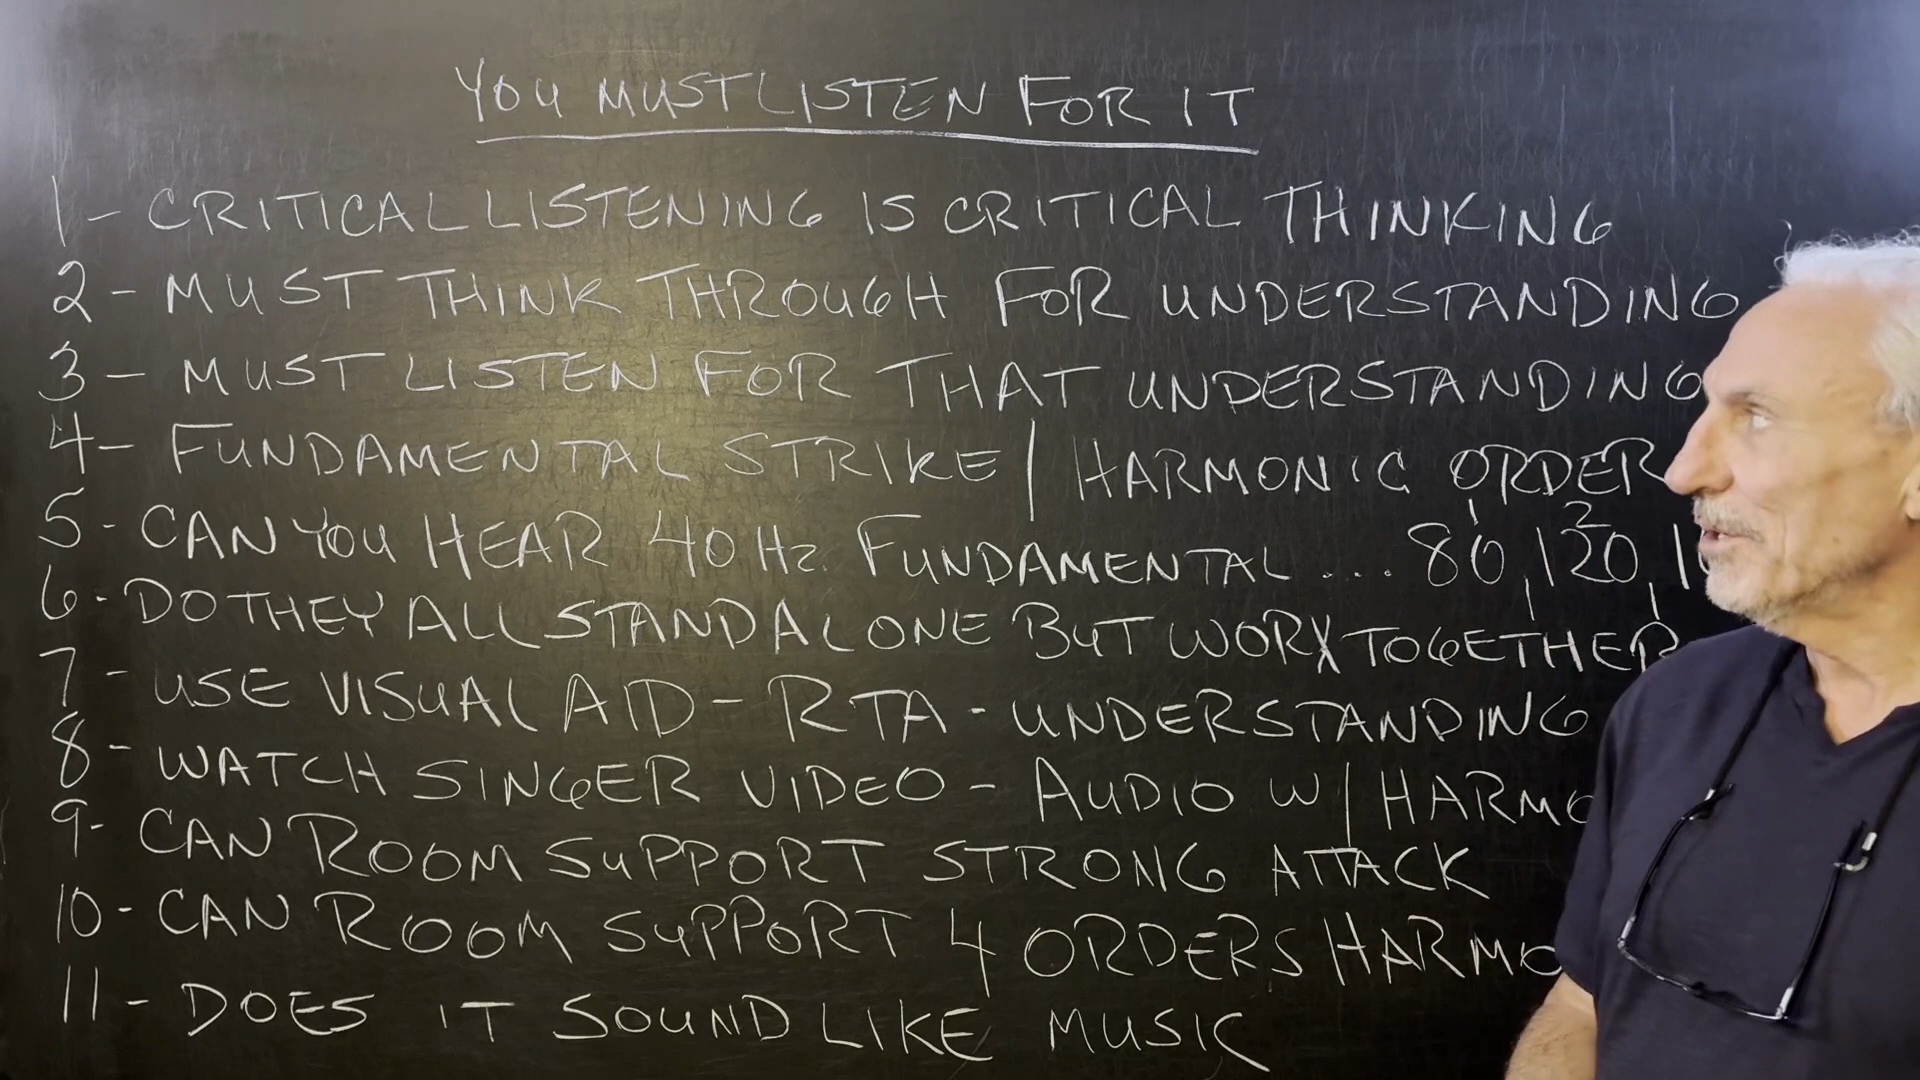 YOU MUST LISTEN FOR IT
1- CRITICAL LISTENING IS CRITICAL THINKING
2- MUST THINK THROUGH FOR UNDERSTANDING
3- MUST LISTEN FOR THAT UNDERSTANDING
4- FUNDAMENTAL STRIKE/HARMONIC ORDER
1 2
5- CAN YOU HEAR 40 Hz. FUNDAMENTAL... 80, 120, 1
6- DO THEY ALL STAND ALONE BUT WORK TOGETHER
7- USE VISUAL AID - RTA - UNDERSTANDING
8- WATCH SINGER VIDEO - AUDIO W/HARMO
9- CAN ROOM SUPPORT STRONG ATTACK
10- CAN ROOM SUPPORT 4 ORDERS HARMO
11- DOES IT SOUND LIKE MUSIC